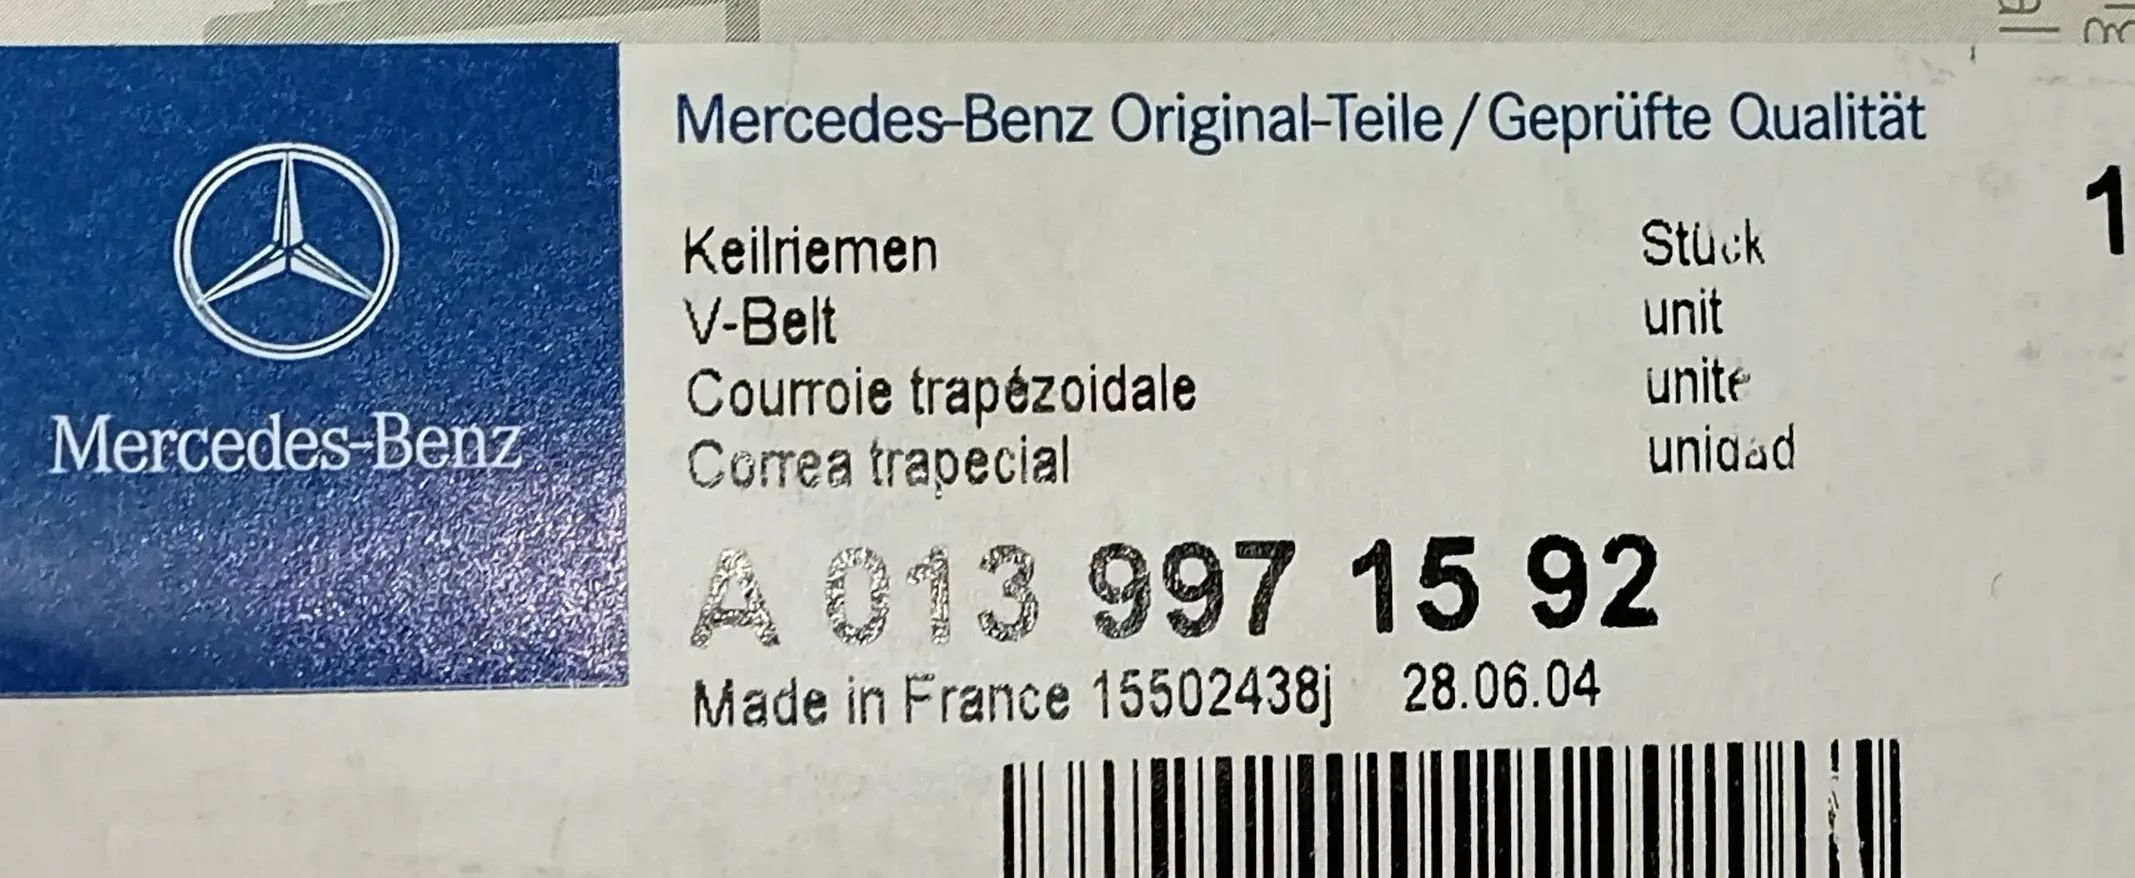 Mercedes-Benz
Mercedes-Benz Original-Teile/Geprüfte Qualität
1
Keilriemen Stück
V-Belt unit
Courroie trapézoidale unité
Correa trapecial unidad
A 013 997 15 92
Made in France 15502438j 28.06.04